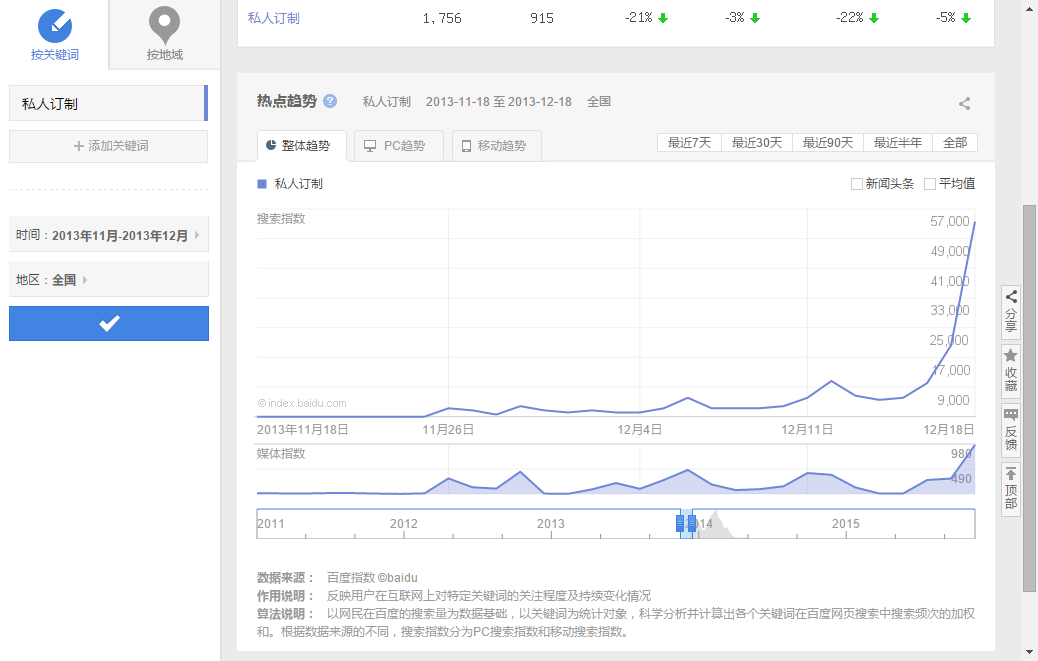 私人订制 1,756 915 -21% -3% -22% -5%
按关键词 按地域
私人订制
+ 添加关键词
时间：2013年11月-2013年12月
地区：全国
热点趋势 ? 私人订制 2013-11-18 至 2013-12-18 全国
整体趋势 PC趋势 移动趋势 最近7天 最近30天 最近90天 最近半年 全部
私人订制 新闻头条 平均值
搜索指数
57,000
49,000
41,000
33,000
25,000
17,000
9,000
©index.baidu.com
2013年11月18日 11月26日 12月4日 12月11日 12月18日
媒体指数
980
490
2011 2012 2013 2014 2015
数据来源： 百度指数 ©baidu
作用说明： 反映用户在互联网上对特定关键词的关注程度及持续变化情况
算法说明： 以网民在百度的搜索量为数据基础，以关键词为统计对象，科学分析并计算出各个关键词在百度网页搜索中搜索频次的加权
和。根据数据来源的不同，搜索指数分为PC搜索指数和移动搜索指数。
分享
收藏
反馈
顶部